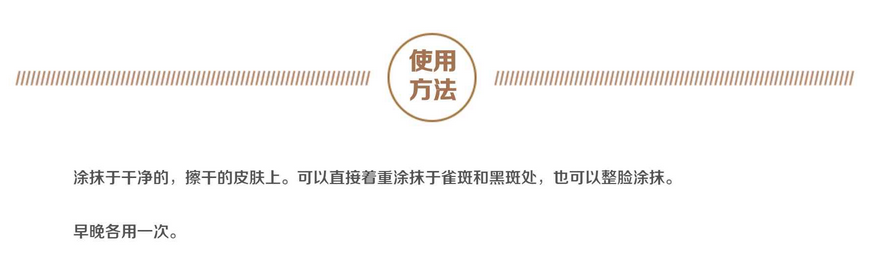 使用
方法
涂抹于干净的，擦干的皮肤上。可以直接着重涂抹于雀斑和黑斑处，也可以整脸涂抹。
早晚各用一次。